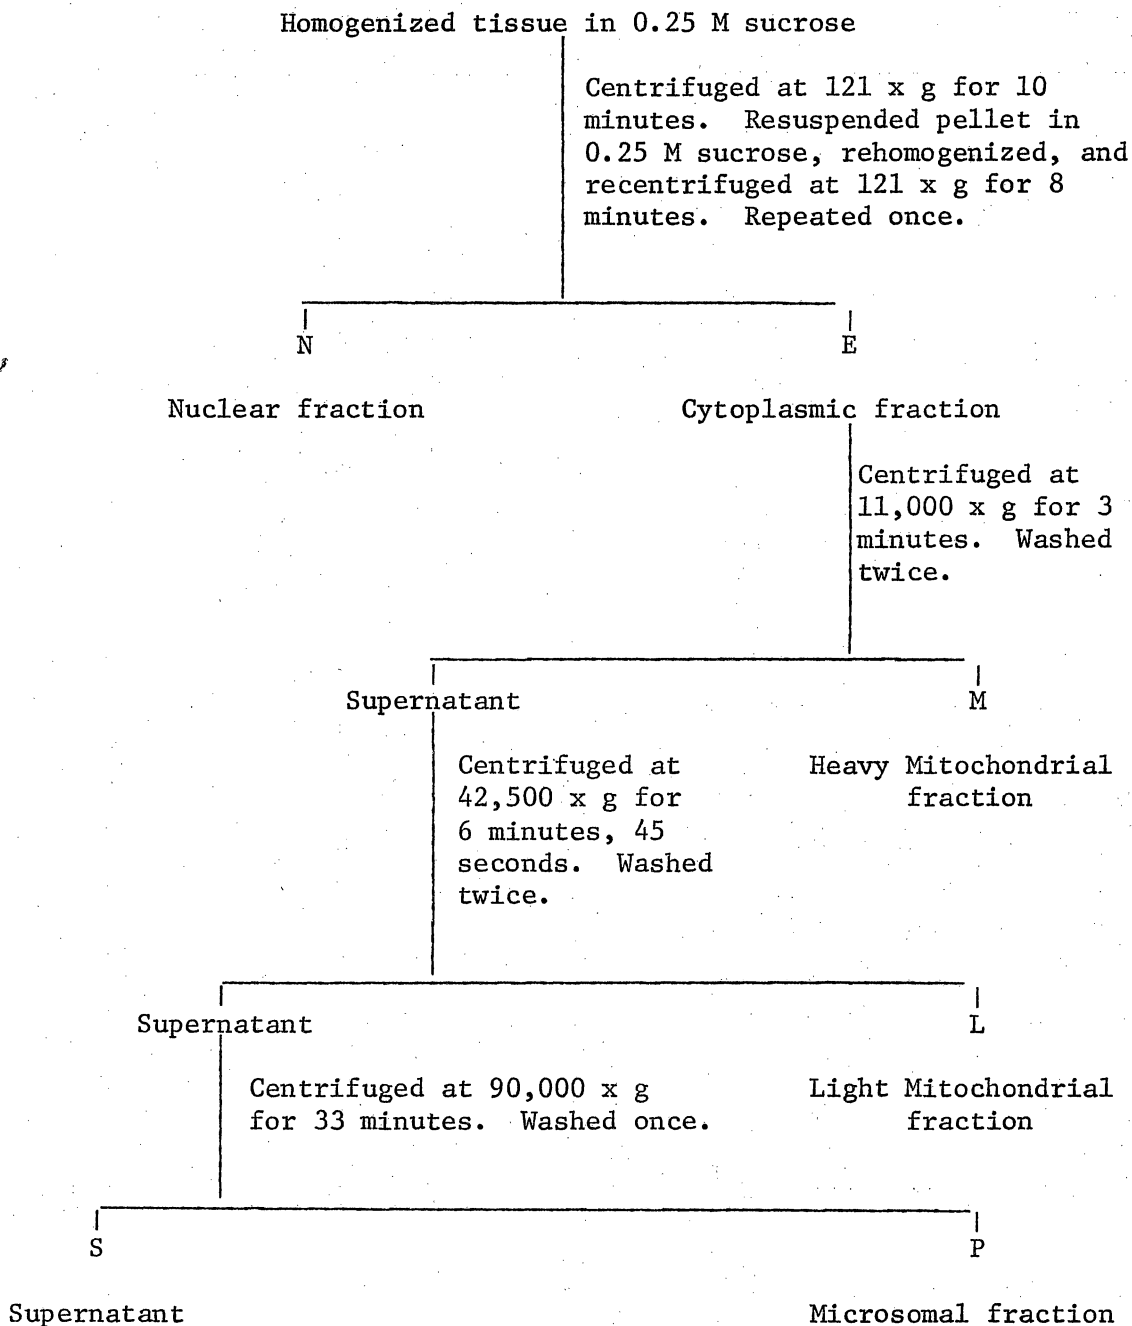 Homogenized tissue in 0.25 M sucrose
Centrifuged at 121 x g for 10
minutes. Resuspended pellet in
0.25 M sucrose, rehomogenized, and
recentrifuged at 121 x g for 8
minutes. Repeated once.
N
E
Nuclear fraction
Cytoplasmic fraction
Centrifuged at
11,000 x g for 3
minutes. Washed
twice.
Supernatant
M
Centrifuged at
42,500 x g for
6 minutes, 45
seconds. Washed
twice.
Heavy Mitochondrial
fraction
Supernatant
L
Centrifuged at 90,000 x g
for 33 minutes. Washed once.
Light Mitochondrial
fraction
S
P
Supernatant
Microsomal fraction